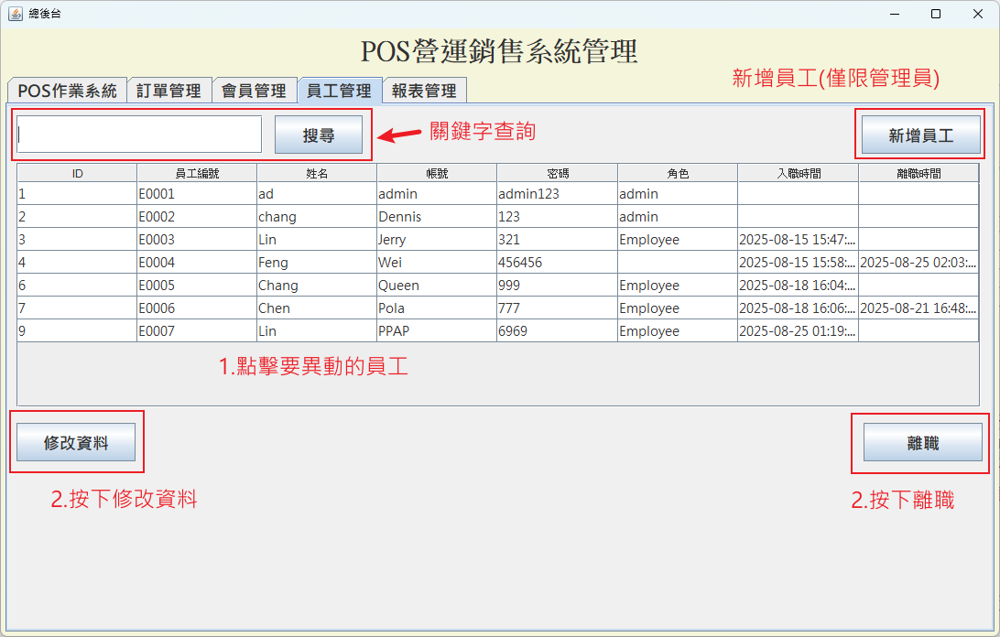 總後台
POS營運銷售系統管理
新增員工(僅限管理員)
POS作業系統 訂單管理 會員管理 員工管理 報表管理
搜尋 關鍵字查詢 新增員工
ID 員工編號 姓名 帳號 密碼 角色 入職時間 離職時間
1 E0001 ad admin admin123 admin
2 E0002 chang Dennis 123 admin
3 E0003 Lin Jerry 321 Employee 2025-08-15 15:47:...
4 E0004 Feng Wei 456456 2025-08-15 15:58:... 2025-08-25 02:03:...
6 E0005 Chang Queen 999 Employee 2025-08-18 16:04:...
7 E0006 Chen Pola 777 Employee 2025-08-18 16:06:... 2025-08-21 16:48:...
9 E0007 Lin PPAP 6969 Employee 2025-08-25 01:19:...
1.點擊要異動的員工
修改資料 離職
2.按下修改資料 2.按下離職